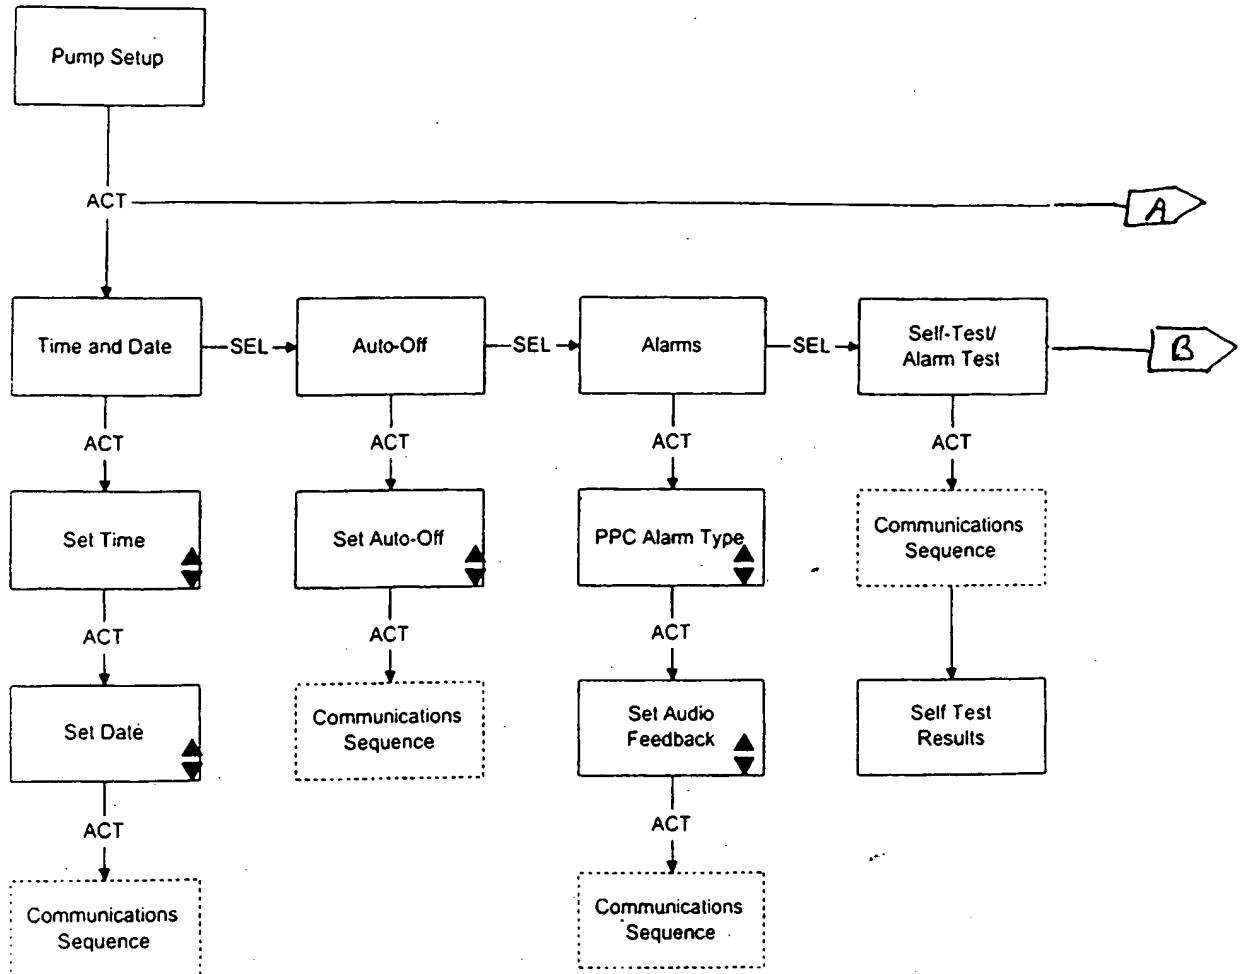 Pump Setup
ACT
A
Time and Date
SEL
Auto-Off
SEL
Alarms
SEL
Self-Test/
Alarm Test
B
ACT
ACT
ACT
ACT
Set Time
Set Auto-Off
PPC Alarm Type
Communications
Sequence
ACT
ACT
ACT
Set Date
Communications
Sequence
Set Audio
Feedback
Self Test
Results
ACT
ACT
Communications
Sequence
Communications
Sequence